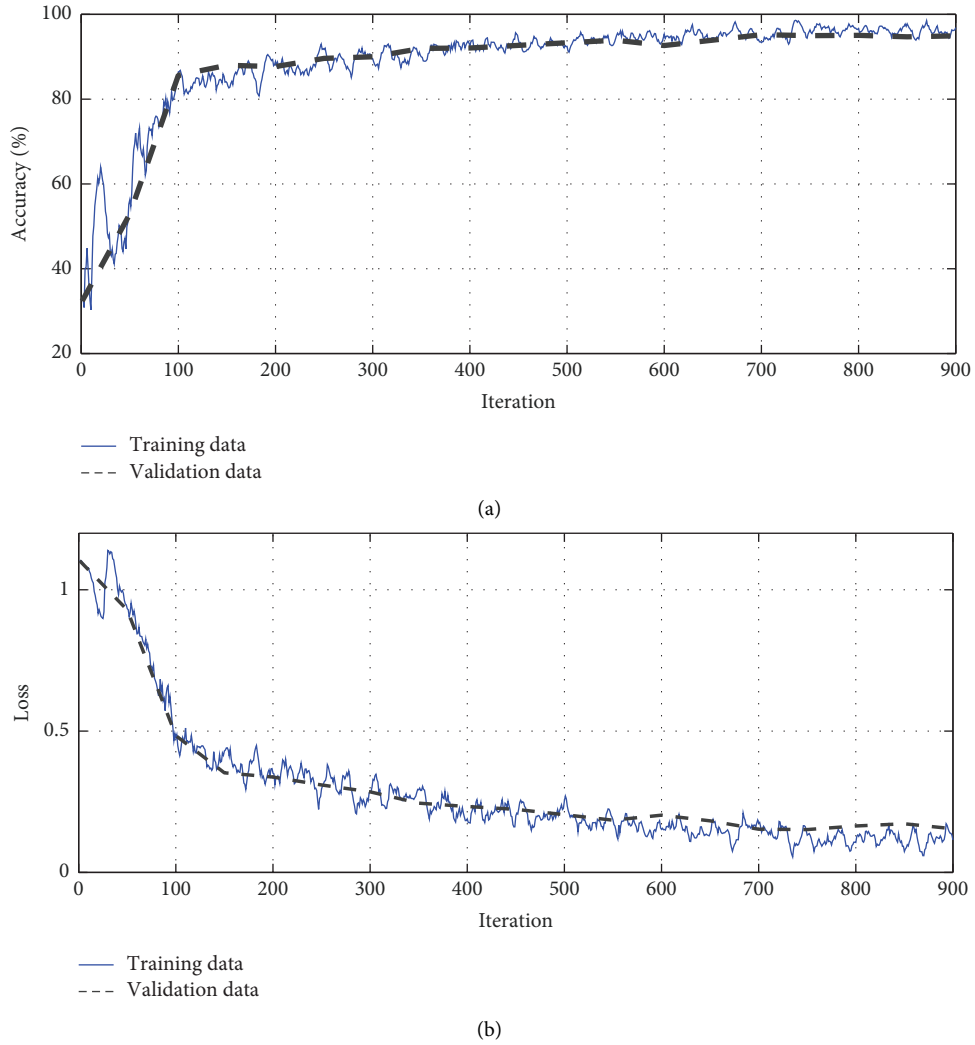 100
80
60
40
20
Accuracy (%)
0 100 200 300 400 500 600 700 800 900
Iteration
Training data
Validation data
(a)
1
0.5
0
Loss
0 100 200 300 400 500 600 700 800 900
Iteration
Training data
Validation data
(b)